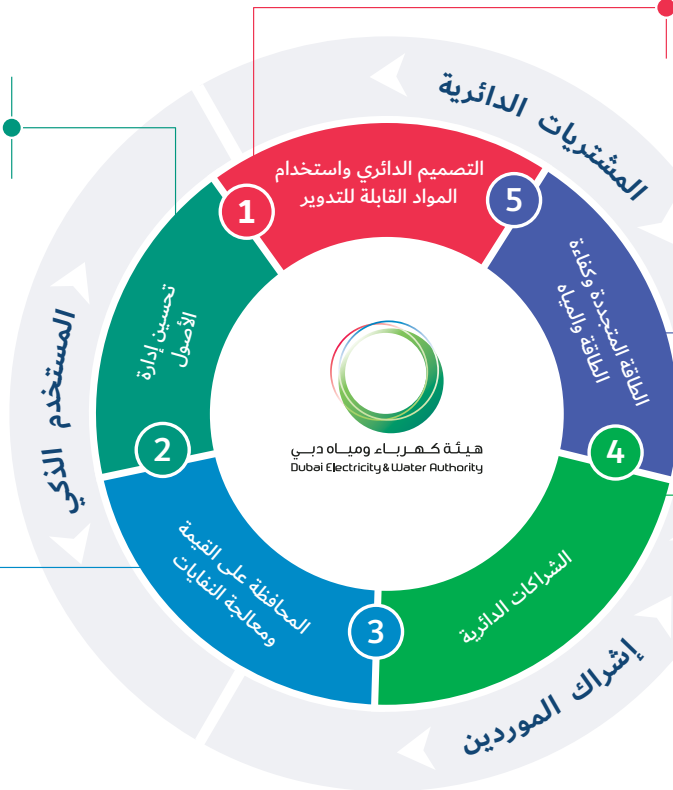 المشتريات الدائرية
1
التصميم الدائري واستخدام
المواد القابلة للتدوير
5
الطاقة المتجددة وكفاءة
الطاقة والمياه
تحسين إدارة
الأصول
المستخدم الذكي
هيئة كهرباء ومياه دبي
Dubai Electricity & Water Authority
2
4
المحافظة على القيمة
ومعالجة النفايات
3
الشراكات الدائرية
إشراك الموردين